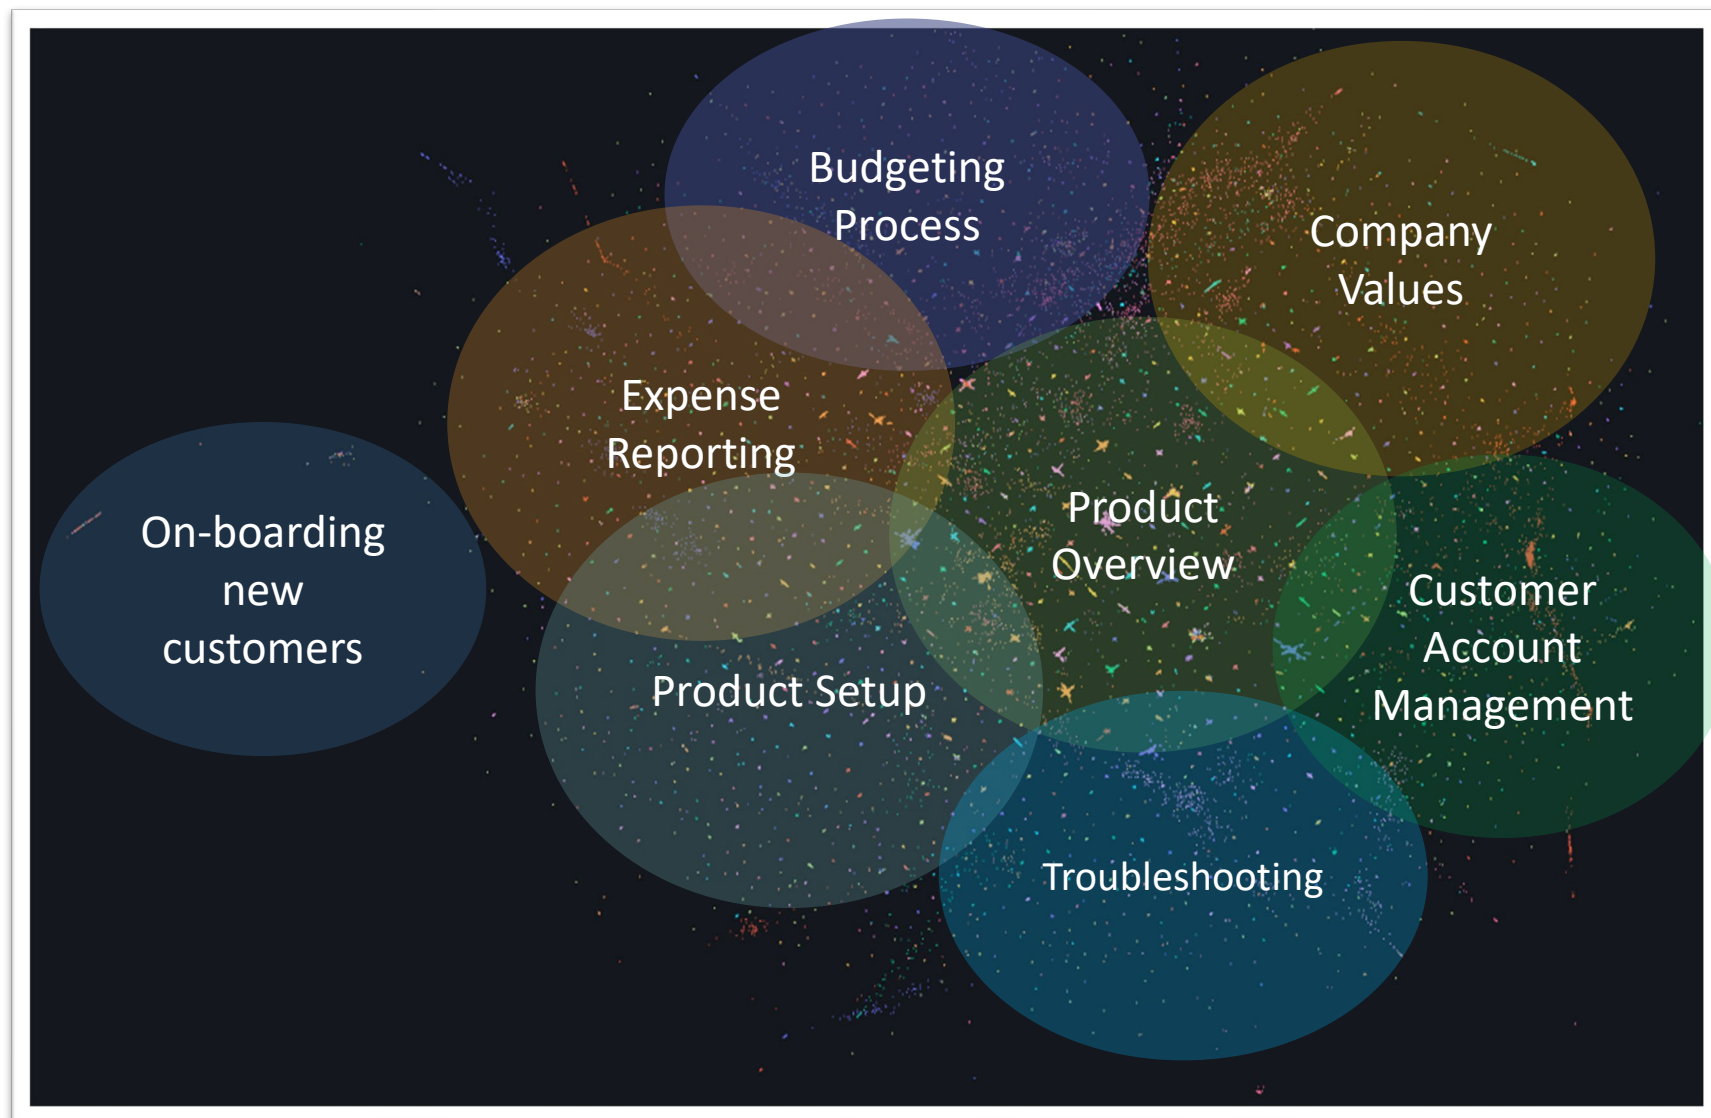 Budgeting
Process
Company
Values
Expense
Reporting
On-boarding
new
customers
Product
Overview
Customer
Account
Management
Product Setup
Troubleshooting